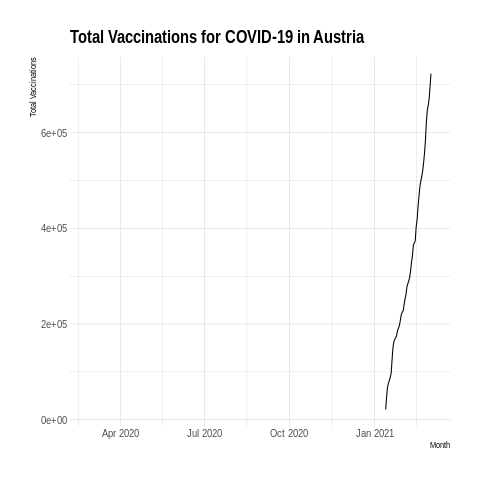 Total Vaccinations for COVID-19 in Austria
Total Vaccinations
6e+05
4e+05
2e+05
0e+00
Apr 2020 Jul 2020 Oct 2020 Jan 2021
Month